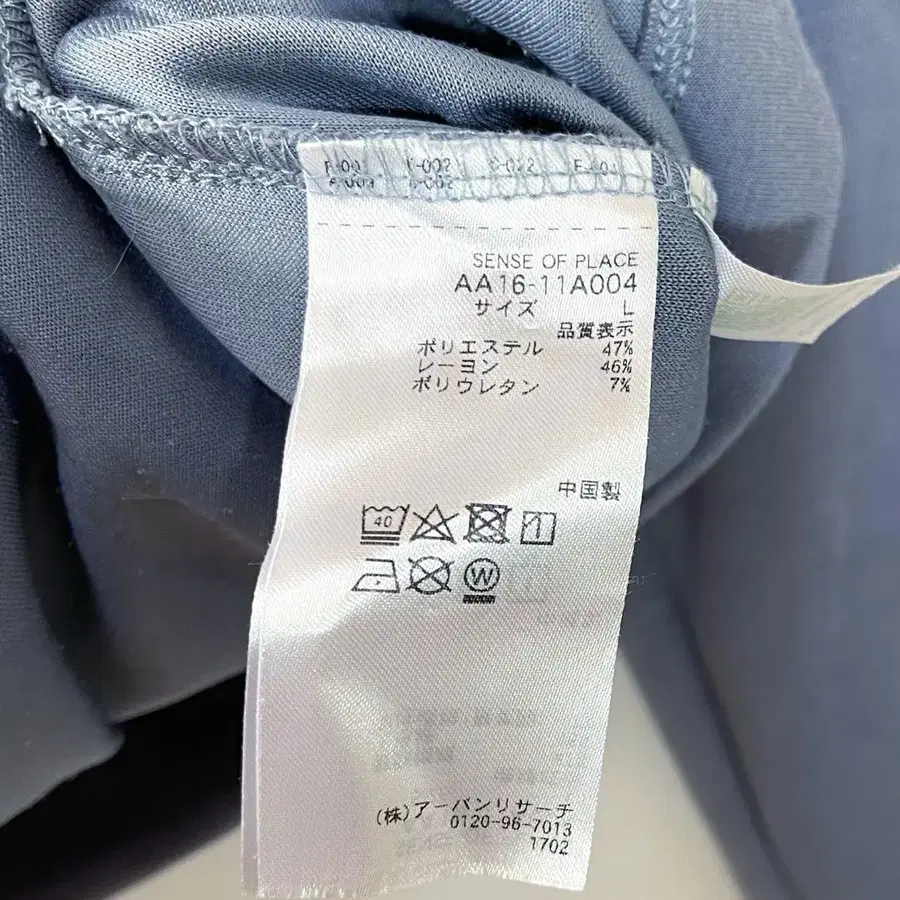 SENSE OF PLACE
AA16-11A004
サイズ L
品質表示
ポリエステル 47%
レーヨン 46%
ポリウレタン 7%
中国製
40
W
(株)アーバンリサーチ
0120-96-7013
1702